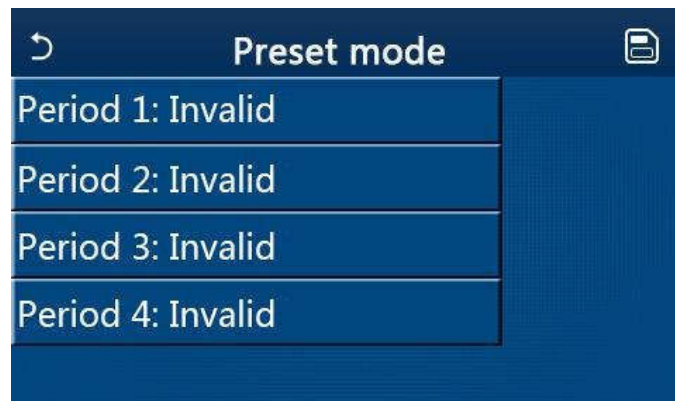 Preset mode
Period 1: Invalid
Period 2: Invalid
Period 3: Invalid
Period 4: Invalid